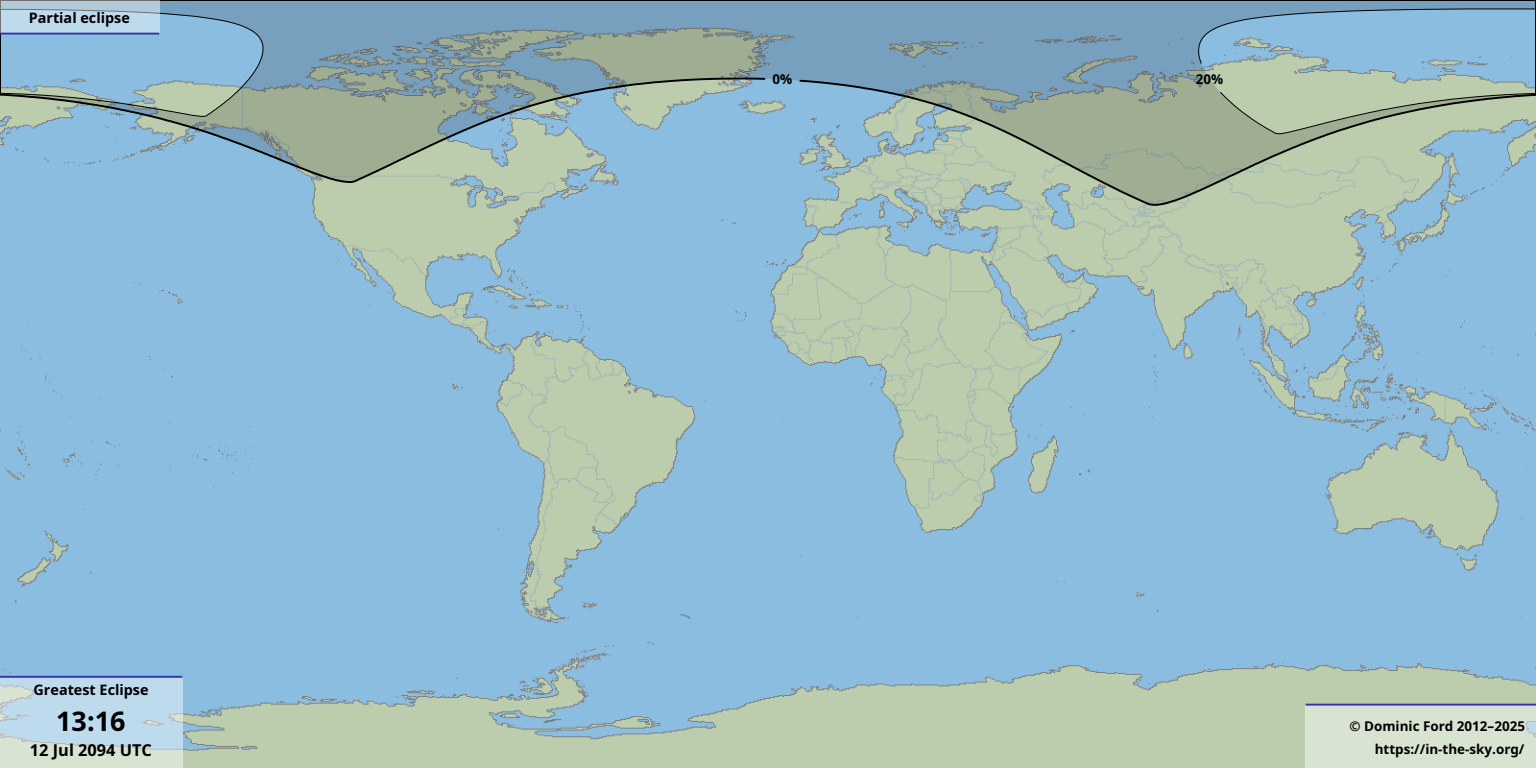 Partial eclipse
0%
20%
Greatest Eclipse
13:16
12 Jul 2094 UTC
© Dominic Ford 2012–2025
https://in-the-sky.org/